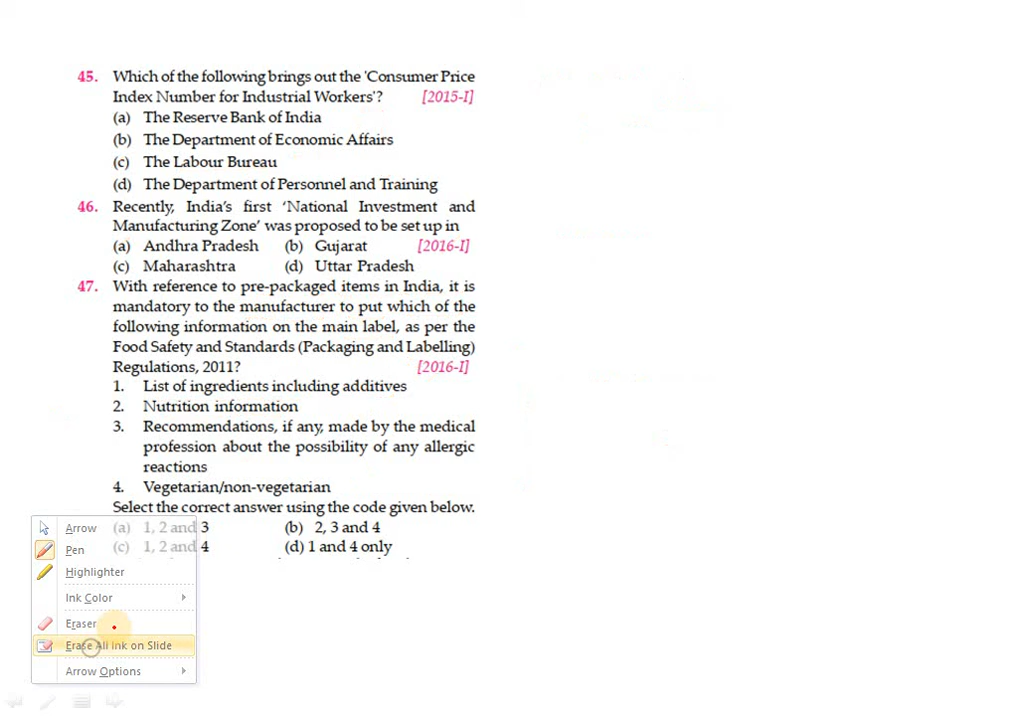 45. Which of the following brings out the 'Consumer Price
Index Number for Industrial Workers'? [2015-I]
(a) The Reserve Bank of India
(b) The Department of Economic Affairs
(c) The Labour Bureau
(d) The Department of Personnel and Training
46. Recently, India's first 'National Investment and
Manufacturing Zone' was proposed to be set up in
(a) Andhra Pradesh (b) Gujarat [2016-I]
(c) Maharashtra (d) Uttar Pradesh
47. With reference to pre-packaged items in India, it is
mandatory to the manufacturer to put which of the
following information on the main label, as per the
Food Safety and Standards (Packaging and Labelling)
Regulations, 2011? [2016-I]
1. List of ingredients including additives
2. Nutrition information
3. Recommendations, if any, made by the medical
profession about the possibility of any allergic
reactions
4. Vegetarian/non-vegetarian
Select the correct answer using the code given below.
(a) 1, 2 and 3 (b) 2, 3 and 4
(c) 1, 2 and 4 (d) 1 and 4 only
Arrow
Pen
Highlighter
Ink Color
Eraser
Erase All Ink on Slide
Arrow Options